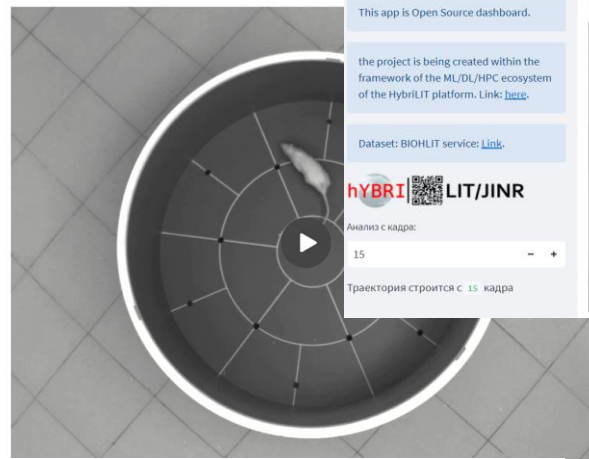 This app is Open Source dashboard.
the project is being created within the
framework of the ML/DL/HPC ecosystem
of the HybriLIT platform. Link: here.
Dataset: BIOHLIT service: Link.
hYBRI LIT/JINR
Анализ с кадра:
15 − +
Траектория строится с 15 кадра